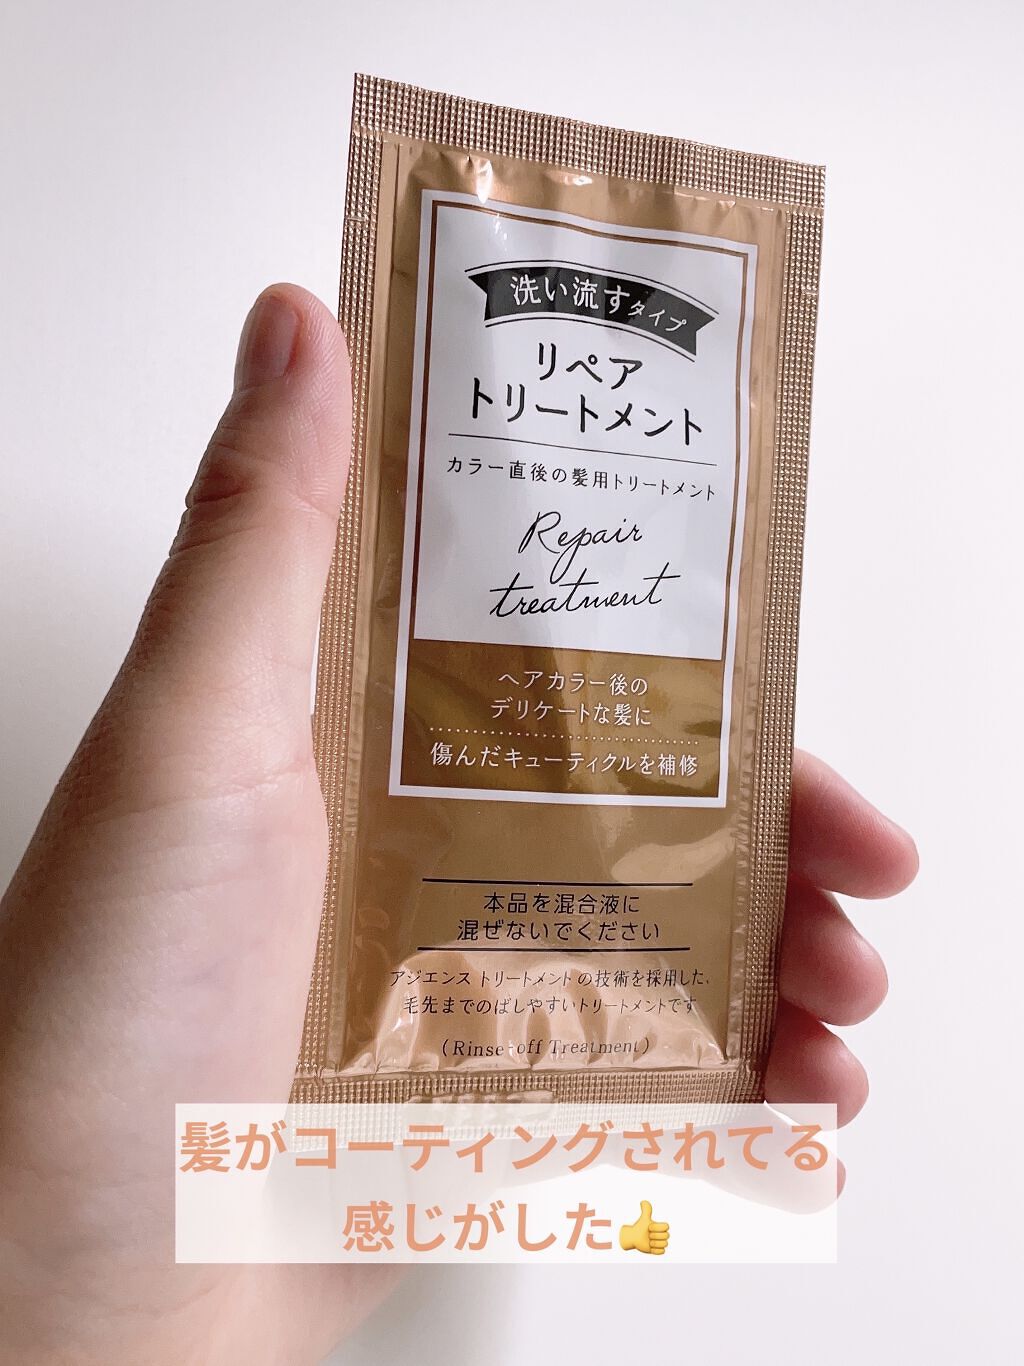 洗い流すタイプ
リペア
トリートメント
カラー直後の髪用トリートメント
Repair
treatment
ヘアカラー後の
デリケートな髪に
傷んだキューティクルを補修
本品を混合液に
混ぜないでください
アジエンス トリートメントの技術を採用した、
毛先までのばしやすいトリートメントです
(Rinse-off Treatment)
髪がコーティングされてる
感じがした👍